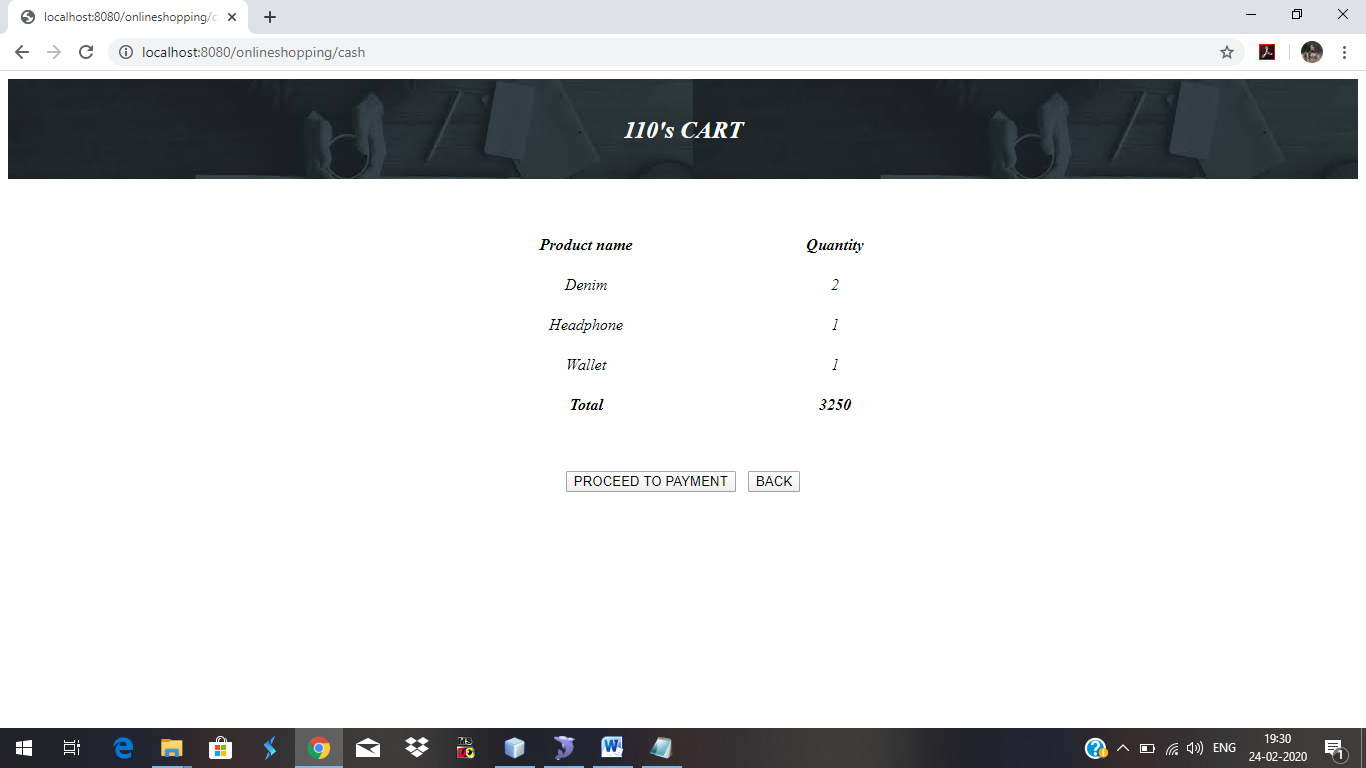 localhost:8080/onlineshopping/c
localhost:8080/onlineshopping/cash
110's CART
Product name Quantity
Denim 2
Headphone 1
Wallet 1
Total 3250
PROCEED TO PAYMENT BACK
ENG
19:30
24-02-2020
1